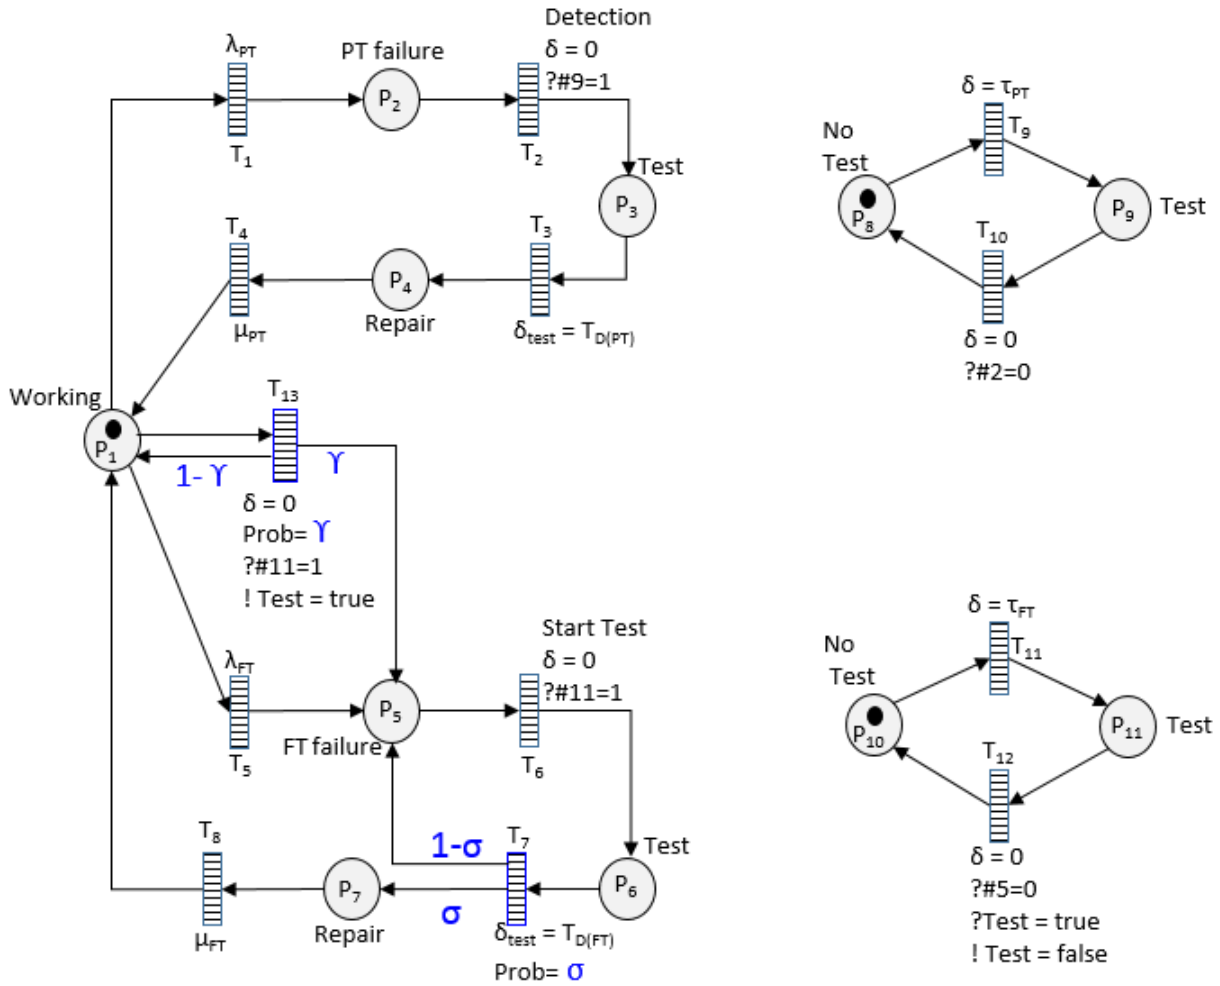 Detection
λPT
PT failure
δ = 0
?#9=1
P2
T1
T2
Test
P3
T4
T3
P4
Repair
μPT
δtest = TD(PT)
δ = τPT
No
Test
T9
P8
P9
Test
T10
δ = 0
?#2=0
Working
T13
P1
1- ϒ
ϒ
δ = 0
Prob= ϒ
?#11=1
! Test = true
Start Test
λFT
δ = 0
?#11=1
P5
FT failure
T5
T6
T8
1-σ
T7
Test
P7
P6
σ
Repair
μFT
δtest = TD(FT)
Prob= σ
δ = τFT
No
Test
T11
P10
P11
Test
T12
δ = 0
?#5=0
?Test = true
! Test = false